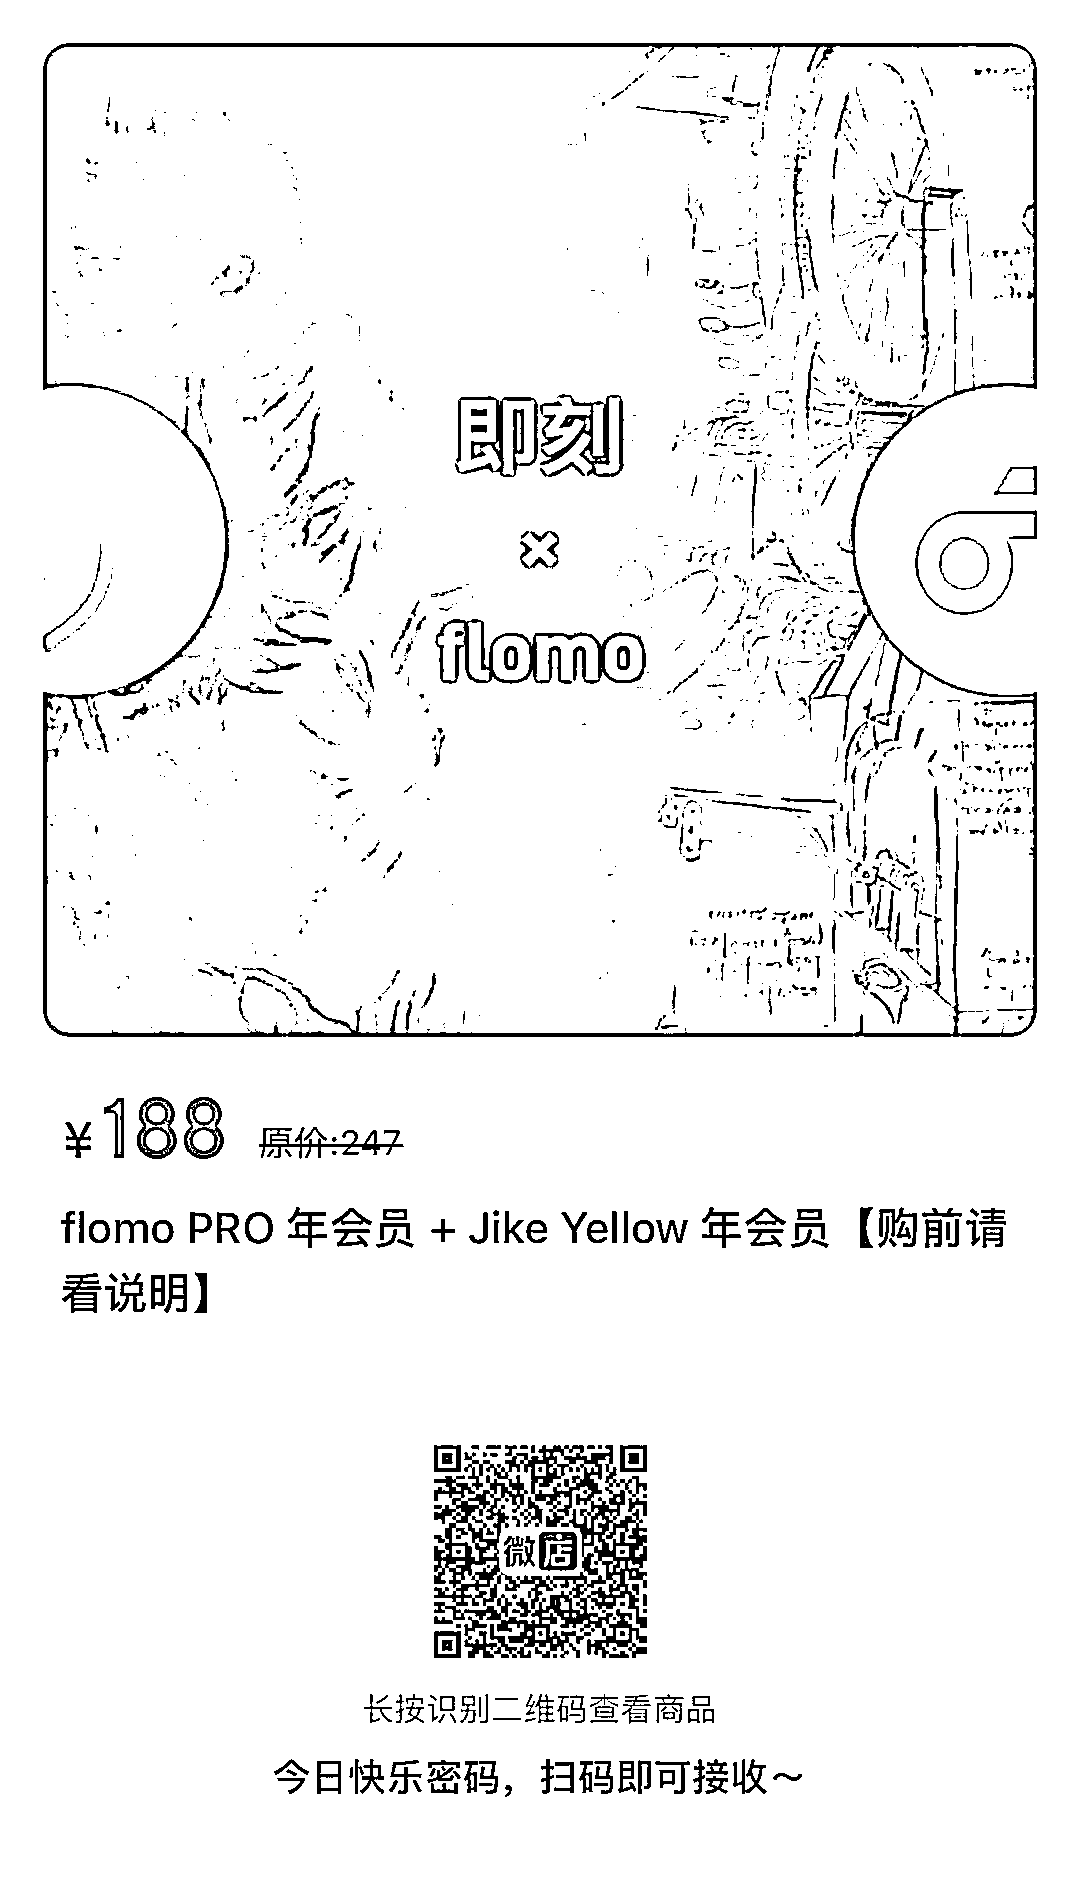 即刻
×
flomo
¥188 原价:247
flomo PRO 年会员 + Jike Yellow 年会员【购前请
看说明】
微店
长按识别二维码查看商品
今日快乐密码，扫码即可接收～